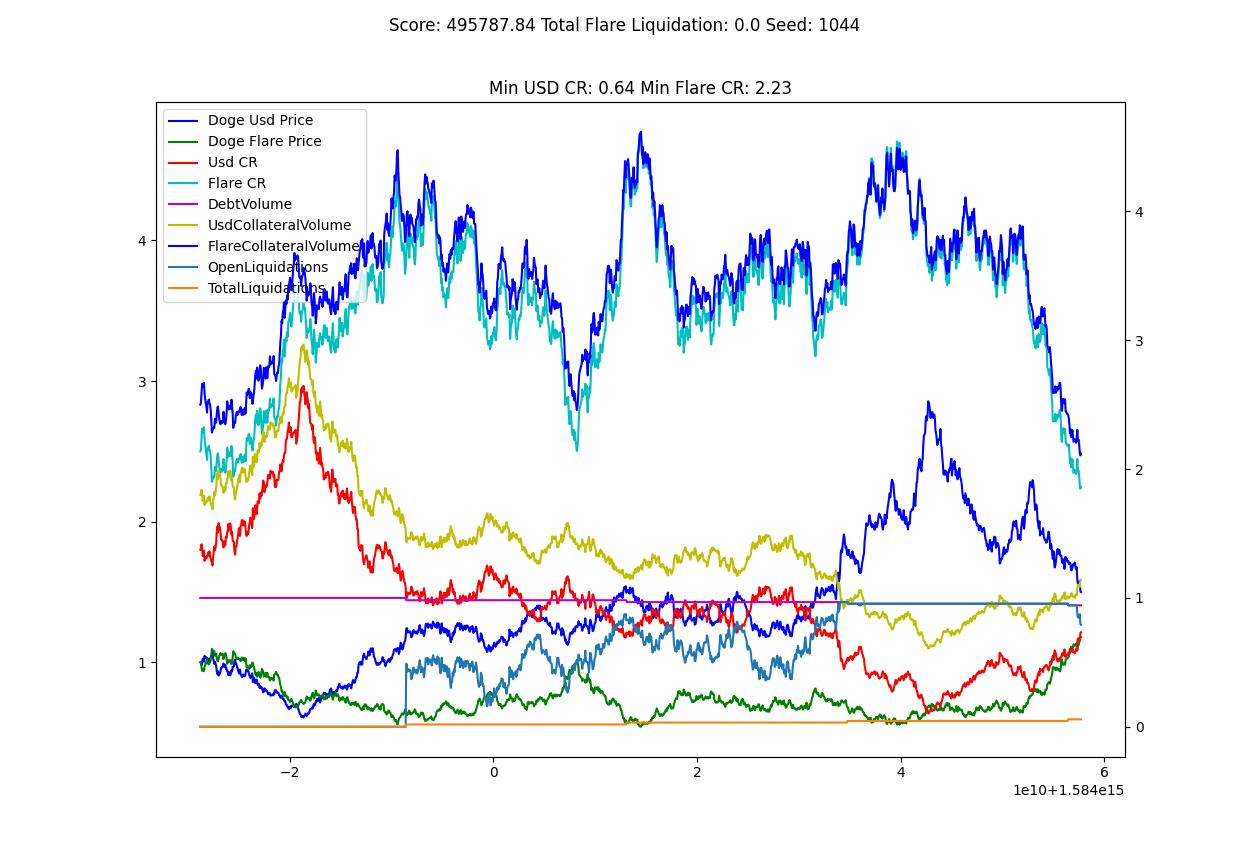 Score: 495787.84 Total Flare Liquidation: 0.0 Seed: 1044
Min USD CR: 0.64 Min Flare CR: 2.23
Doge Usd Price
Doge Flare Price
Usd CR
Flare CR
DebtVolume
UsdCollateralVolume
FlareCollateralVolume
OpenLiquidations
TotalLiquidations
4
3
2
1
4
3
2
1
0
−2
0
2
4
6
1e10+1.584e15